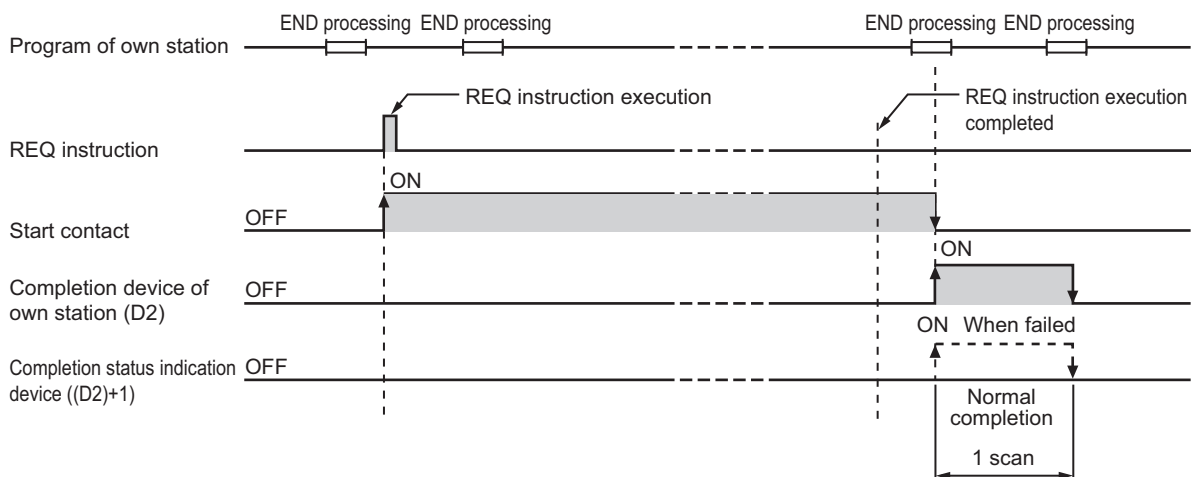 END processing END processing END processing END processing
Program of own station
REQ instruction execution
REQ instruction execution
completed
REQ instruction
ON
OFF
Start contact
ON
Completion device of
own station (D2)
OFF
ON When failed
Completion status indication
device ((D2)+1)
OFF
Normal
completion
1 scan